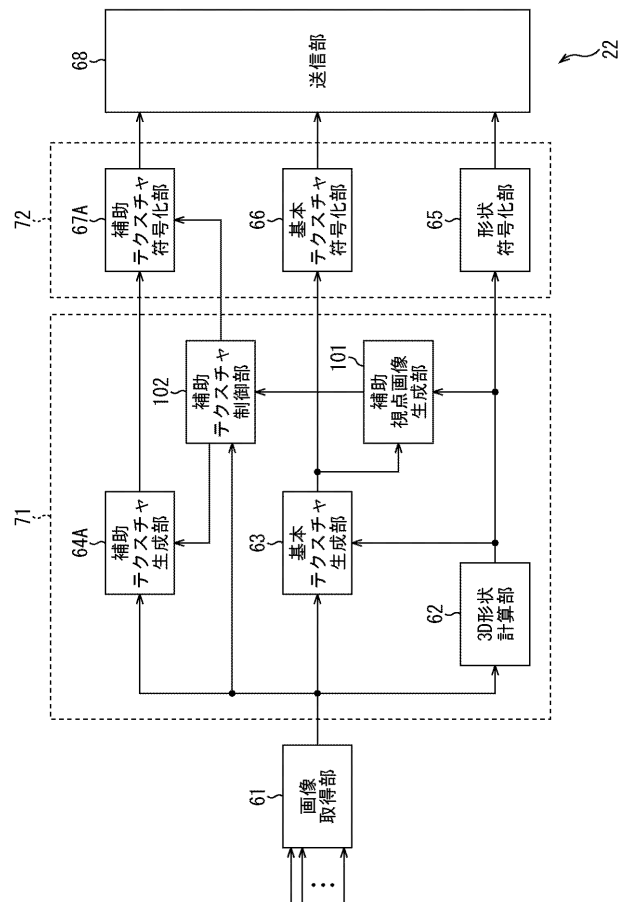 61
画像
取得部
71
64A
補助
テクスチャ
生成部
102
補助
テクスチャ
制御部
63
基本
テクスチャ
生成部
101
補助
視点画像
生成部
62
3D形状
計算部
72
67A
補助
テクスチャ
符号化部
66
基本
テクスチャ
符号化部
65
形状
符号化部
68
送信部
22